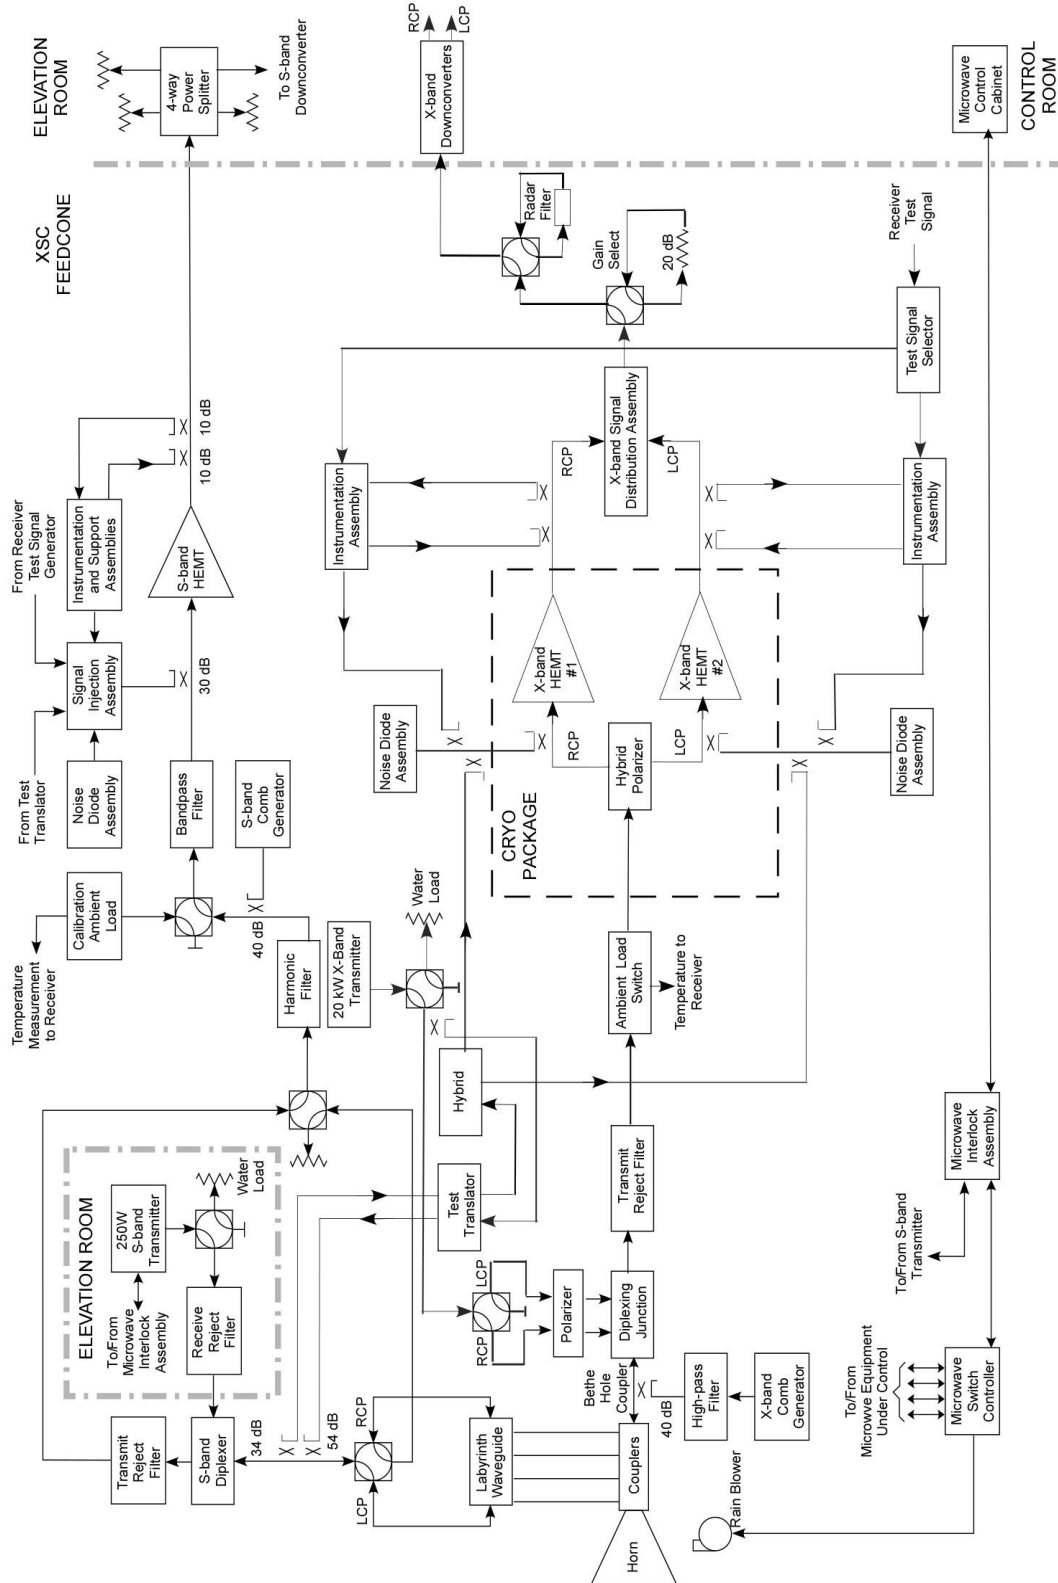 ELEVATION
ROOM
XSC
FEEDCONE
CONTROL
ROOM
4-way
Power
Splitter
To S-band
Downconverter
RCP
LCP
X-band
Downconverters
Microwave
Control
Cabinet
Radar
Filter
Gain
Select
20 dB
Receiver
Test
Signal
Test Signal
Selector
10 dB
10 dB
From Receiver
Test Signal
Generator
Instrumentation
and Support
Assemblies
S-band
HEMT
Signal
Injection
Assembly
30 dB
From Test
Translator
Noise
Diode
Assembly
Bandpass
Filter
S-band Comb
Generator
Instrumentation
Assembly
RCP
X-band Signal
Distribution Assembly
LCP
Instrumentation
Assembly
X-band
HEMT
#1
X-band
HEMT
#2
Noise Diode
Assembly
RCP
LCP
Hybrid
Polarizer
Noise Diode
Assembly
CRYO
PACKAGE
Temperature
Measurement
to Receiver
Calibration
Ambient
Load
40 dB
Harmonic
Filter
20 kW X-Band
Transmitter
Water
Load
Hybrid
Ambient Load
Switch
Temperature to
Receiver
ELEVATION ROOM
250W
S-band
Transmitter
Water
Load
To/From
Microwave
Interlock
Assembly
Receive
Reject
Filter
Test
Translator
Transmit
Reject Filter
Microwave
Interlock
Assembly
To/From S-band
Transmitter
Transmit
Reject
Filter
S-band
Diplexer
34 dB
54 dB
RCP
LCP
RCP
LCP
Polarizer
Diplexing
Junction
Bethe
Hole
Coupler
40 dB
High-pass
Filter
X-band
Comb
Generator
To/From
Microwve Equipment
Under Control
Microwave
Switch
Controller
Labyrinth
Waveguide
Couplers
Horn
Rain Blower